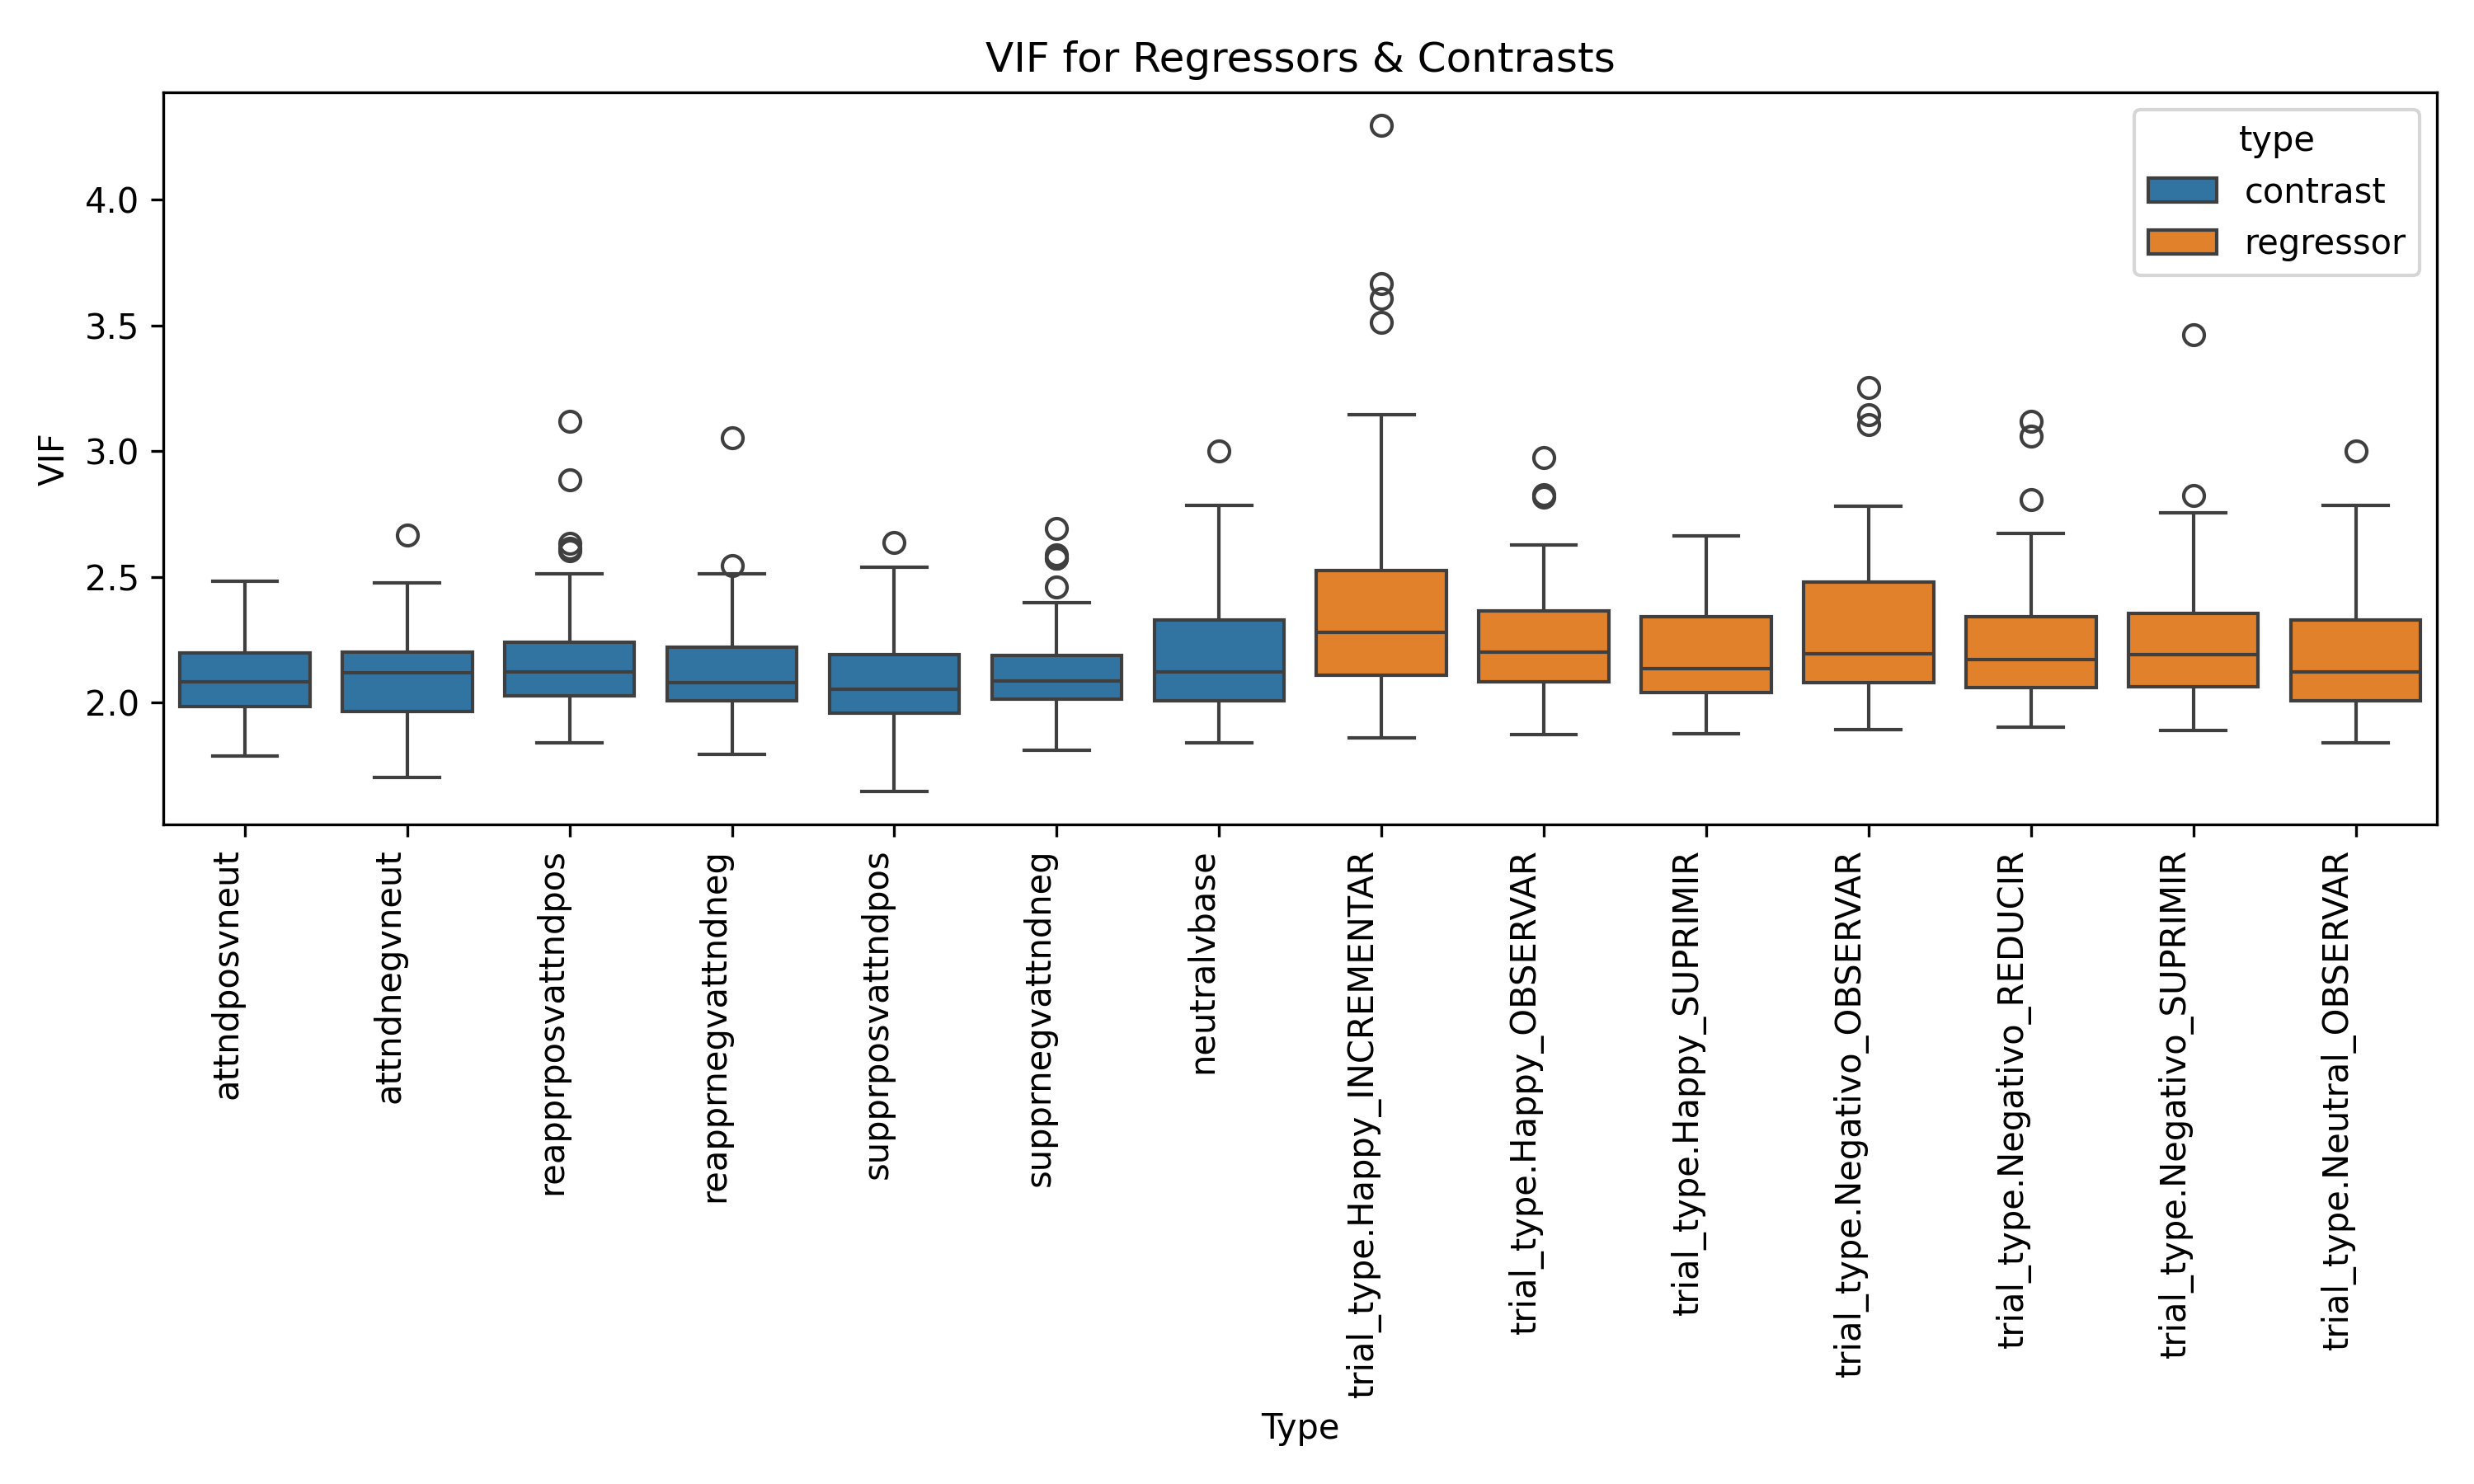 VIF for Regressors & Contrasts
type
contrast
regressor
VIF
4.0
3.5
3.0
2.5
2.0
attndposvneut
attndnegvneut
reapprposvattndpos
reapprnegvattndneg
supprposvattndpos
supprnegvattndneg
neutralvbase
trial_type.Happy_INCREMENTAR
trial_type.Happy_OBSERVAR
trial_type.Happy_SUPRIMIR
trial_type.Negativo_OBSERVAR
trial_type.Negativo_REDUCIR
trial_type.Negativo_SUPRIMIR
trial_type.Neutral_OBSERVAR
Type